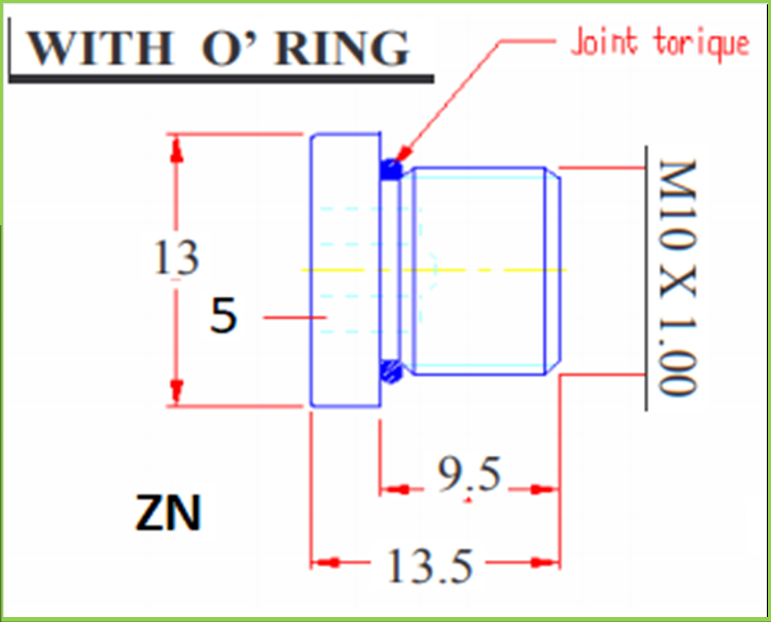 WITH O’ RING
Joint torique
13
5
M10 X 1.00
9.5
ZN
13.5